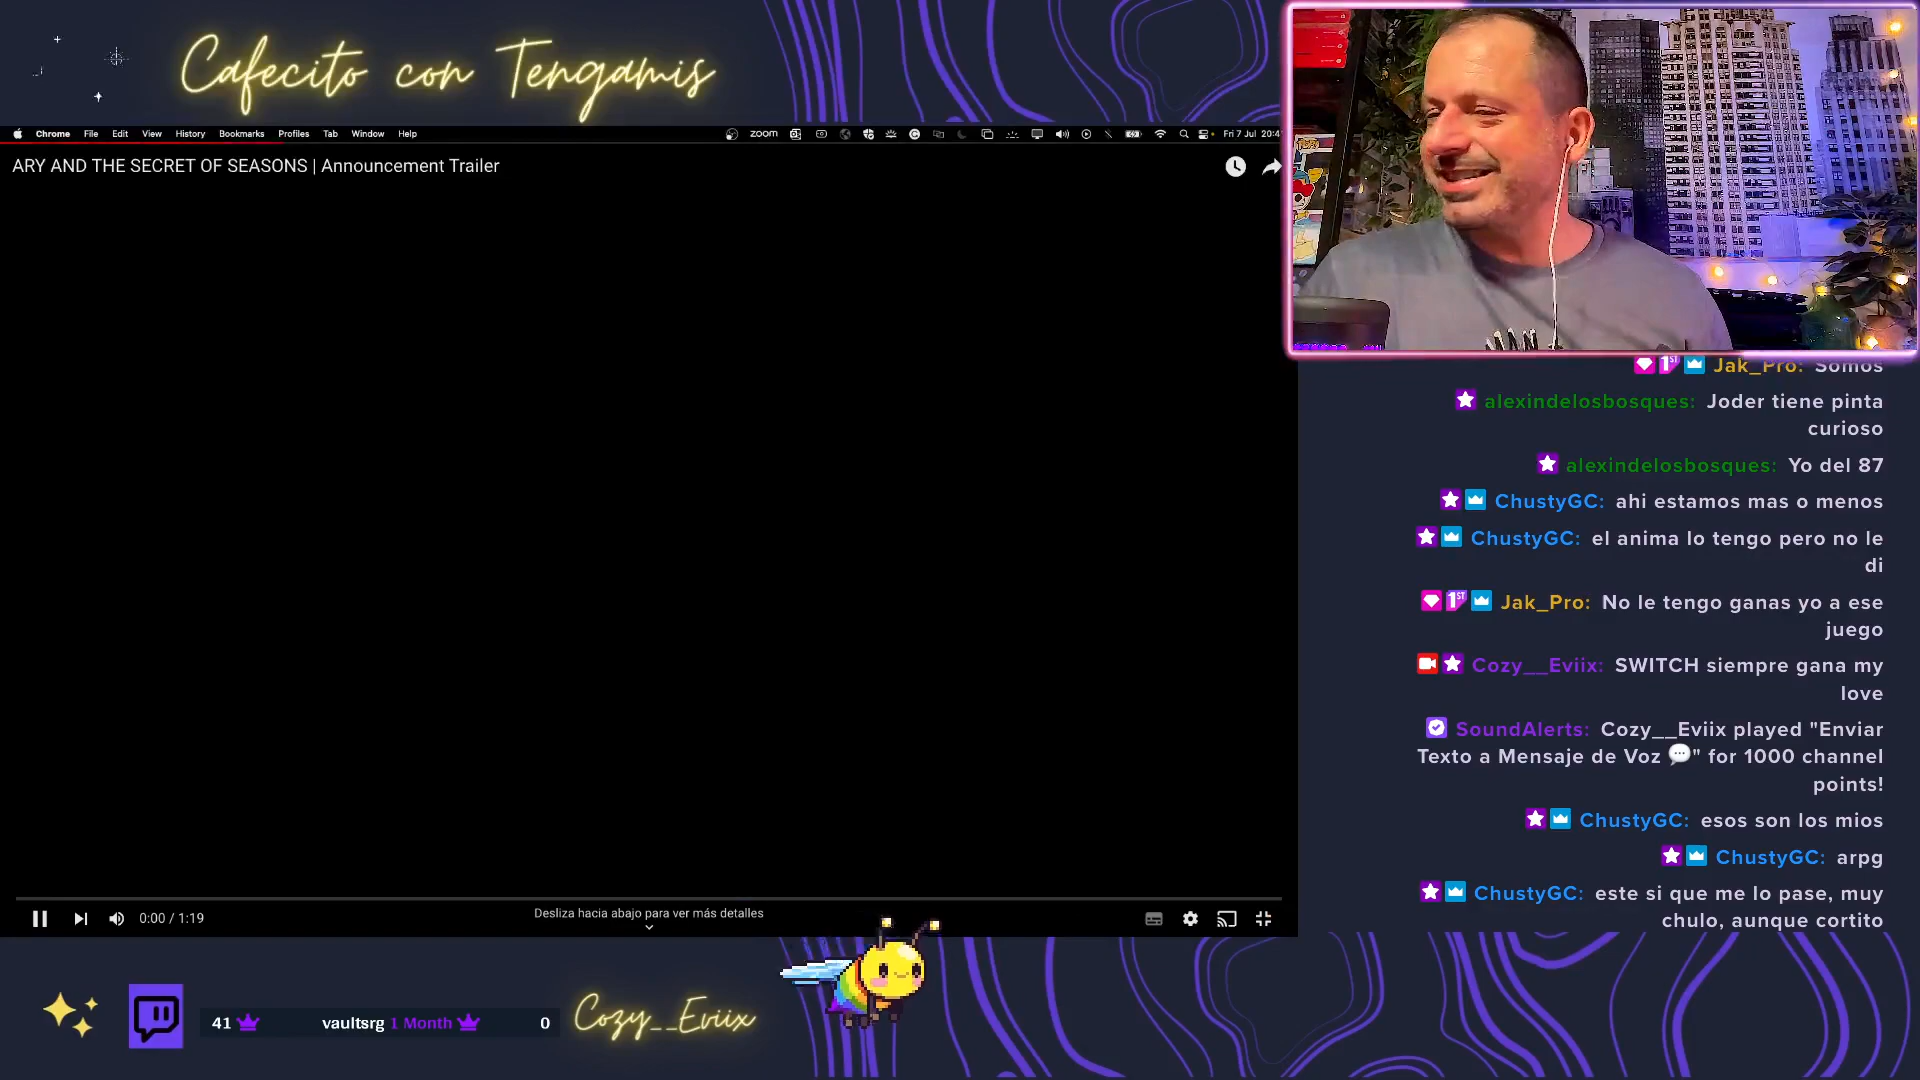 Cafecito con Tengamis
Chrome File Edit View History Bookmarks Profiles Tab Window Help zoom Fri 7 Jul 20:4
ARY AND THE SECRET OF SEASONS | Announcement Trailer
Jak_Pro: Somos
alexindelosbosques: Joder tiene pinta
curioso
alexindelosbosques: Yo del 87
ChustyGC: ahi estamos mas o menos
ChustyGC: el anima lo tengo pero no le
di
Jak_Pro: No le tengo ganas yo a ese
juego
Cozy__Eviix: SWITCH siempre gana my
love
SoundAlerts: Cozy__Eviix played "Enviar
Texto a Mensaje de Voz 💬" for 1000 channel
points!
ChustyGC: esos son los mios
ChustyGC: arpg
ChustyGC: este si que me lo pase, muy
chulo, aunque cortito
0:00 / 1:19
Desliza hacia abajo para ver más detalles
41 vaultsrg 1 Month 0
Cozy__Eviix